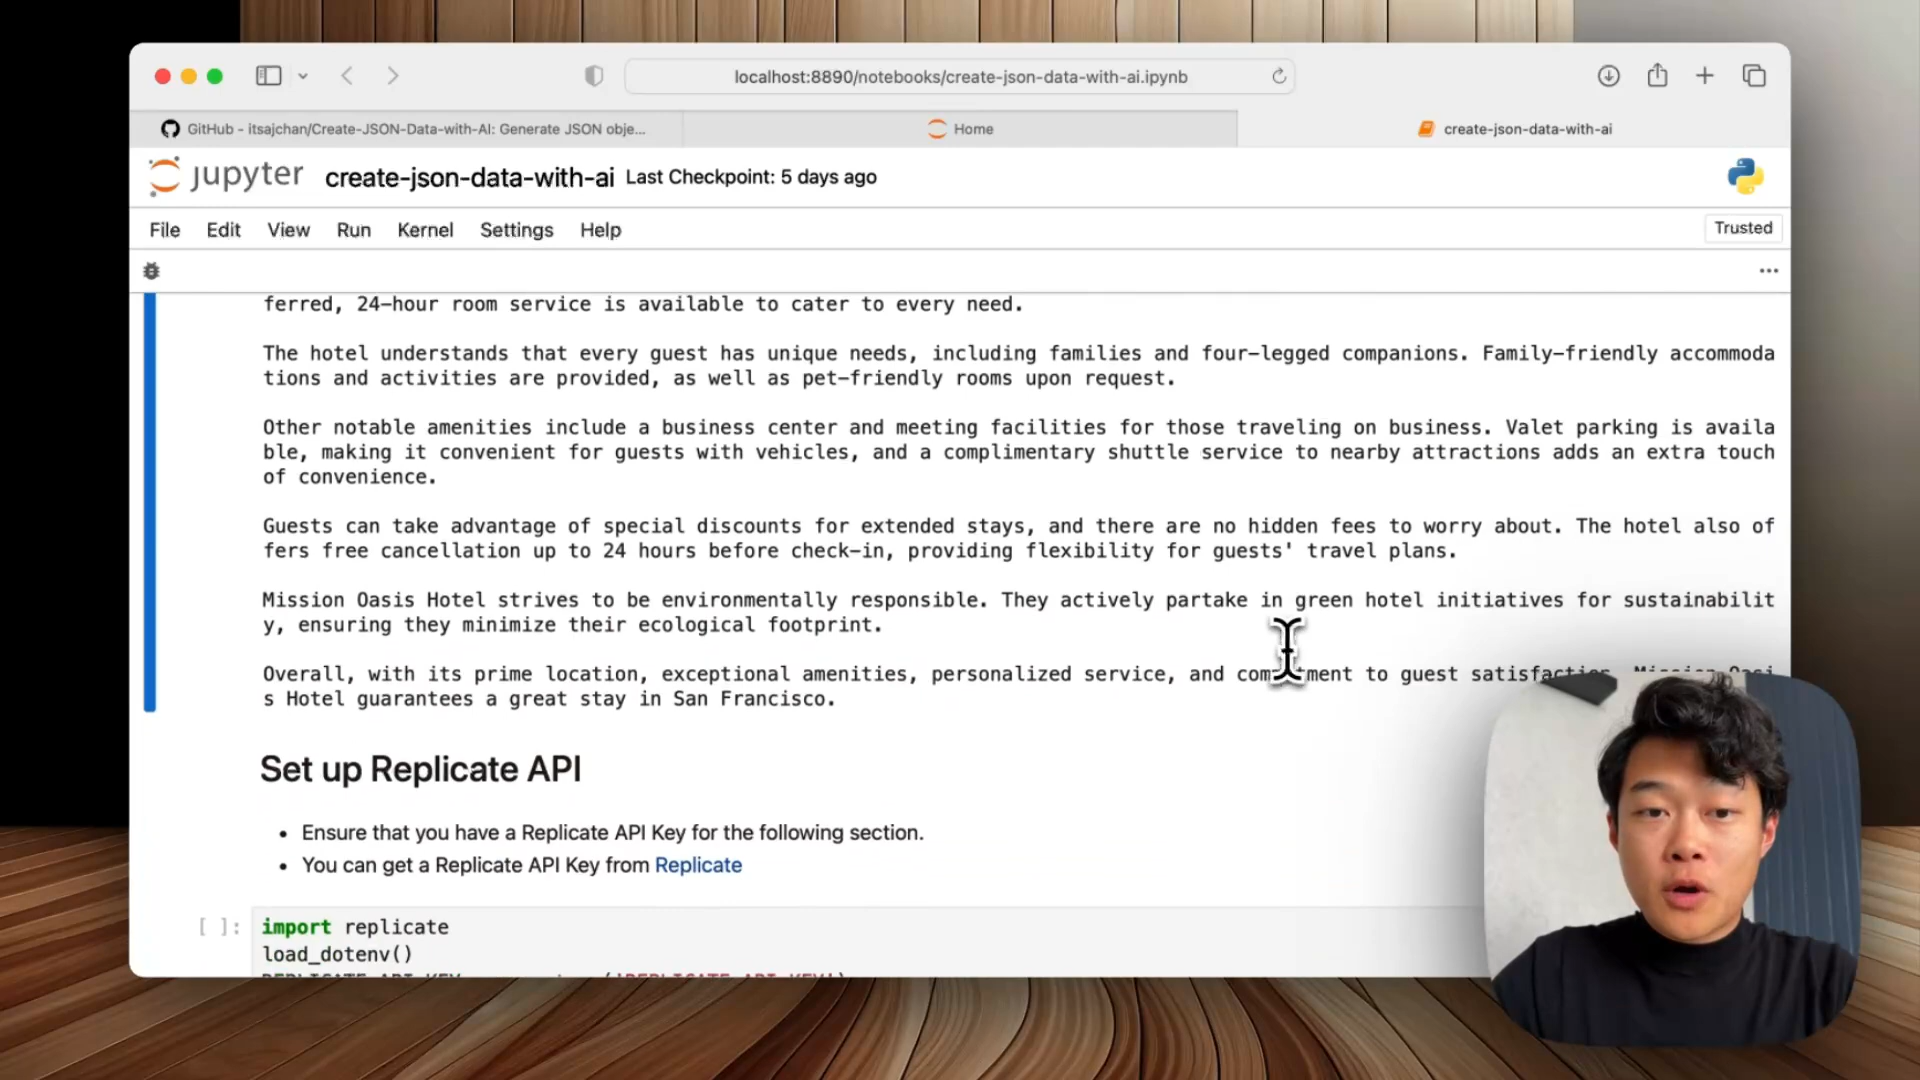 localhost:8890/notebooks/create-json-data-with-ai.ipynb
GitHub - itsajchan/Create-JSON-Data-with-AI: Generate JSON obje...
Home
create-json-data-with-ai
jupyter
create-json-data-with-ai
Last Checkpoint: 5 days ago
File Edit View Run Kernel Settings Help
Trusted
ferred, 24-hour room service is available to cater to every need.
The hotel understands that every guest has unique needs, including families and four-legged companions. Family-friendly accommoda
tions and activities are provided, as well as pet-friendly rooms upon request.
Other notable amenities include a business center and meeting facilities for those traveling on business. Valet parking is availa
ble, making it convenient for guests with vehicles, and a complimentary shuttle service to nearby attractions adds an extra touch
of convenience.
Guests can take advantage of special discounts for extended stays, and there are no hidden fees to worry about. The hotel also of
fers free cancellation up to 24 hours before check-in, providing flexibility for guests' travel plans.
Mission Oasis Hotel strives to be environmentally responsible. They actively partake in green hotel initiatives for sustainabilit
y, ensuring they minimize their ecological footprint.
Overall, with its prime location, exceptional amenities, personalized service, and commitment to guest satisfaction, Mission Oasi
s Hotel guarantees a great stay in San Francisco.
Set up Replicate API
• Ensure that you have a Replicate API Key for the following section.
• You can get a Replicate API Key from Replicate
[ ]:
import replicate
load_dotenv()